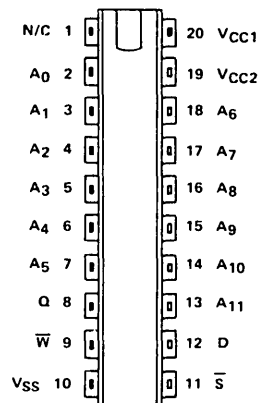 N/C 1 20 VCC1
A0 2 19 VCC2
A1 3 18 A6
A2 4 17 A7
A3 5 16 A8
A4 6 15 A9
A5 7 14 A10
Q 8 13 A11
W̅ 9 12 D
VSS 10 11 S̅